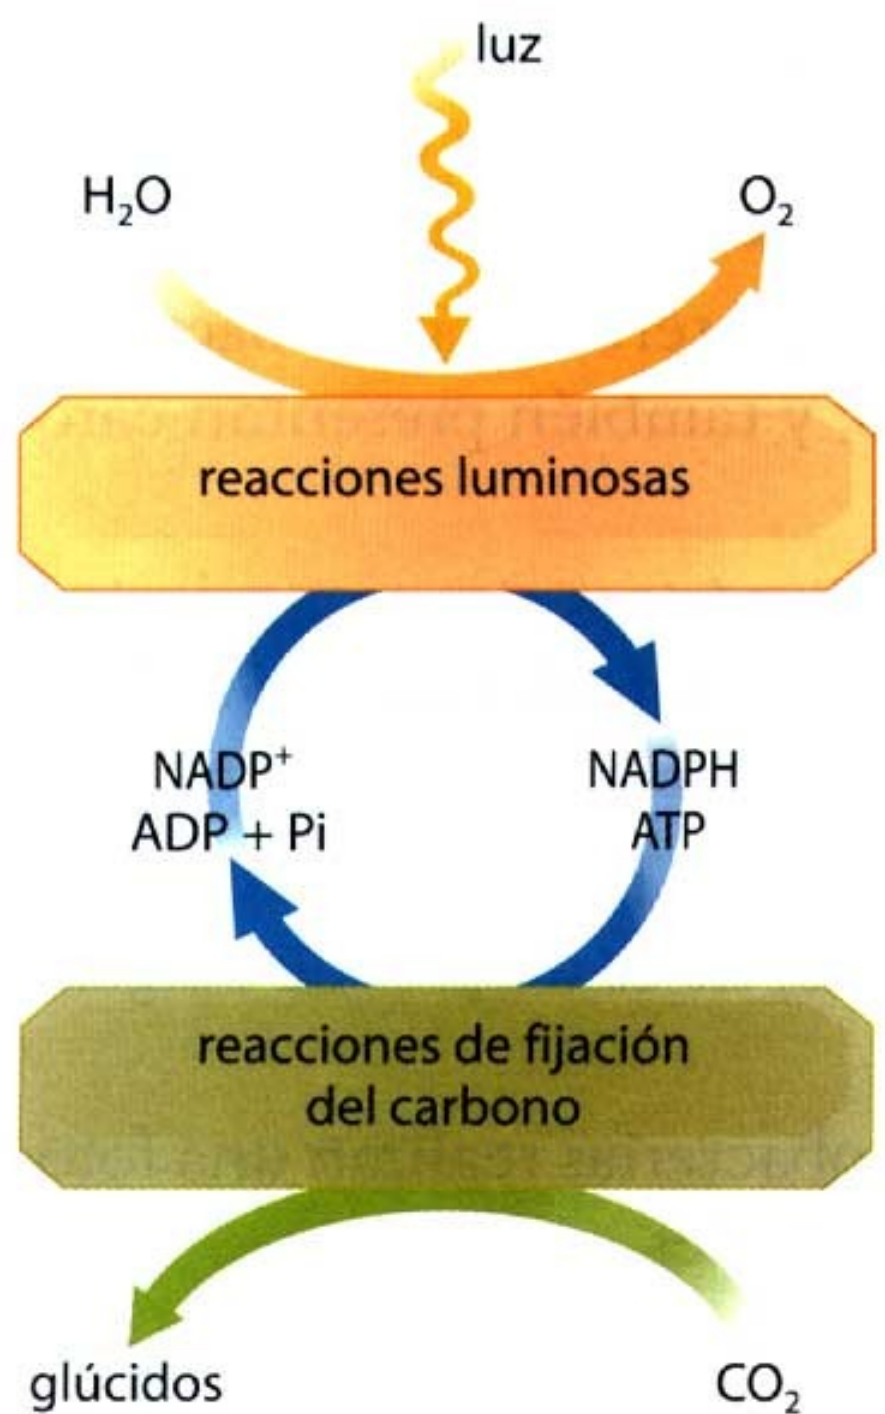 luz
H₂O
O₂
reacciones luminosas
NADP⁺
ADP + Pi
NADPH
ATP
reacciones de fijación
del carbono
glúcidos
CO₂